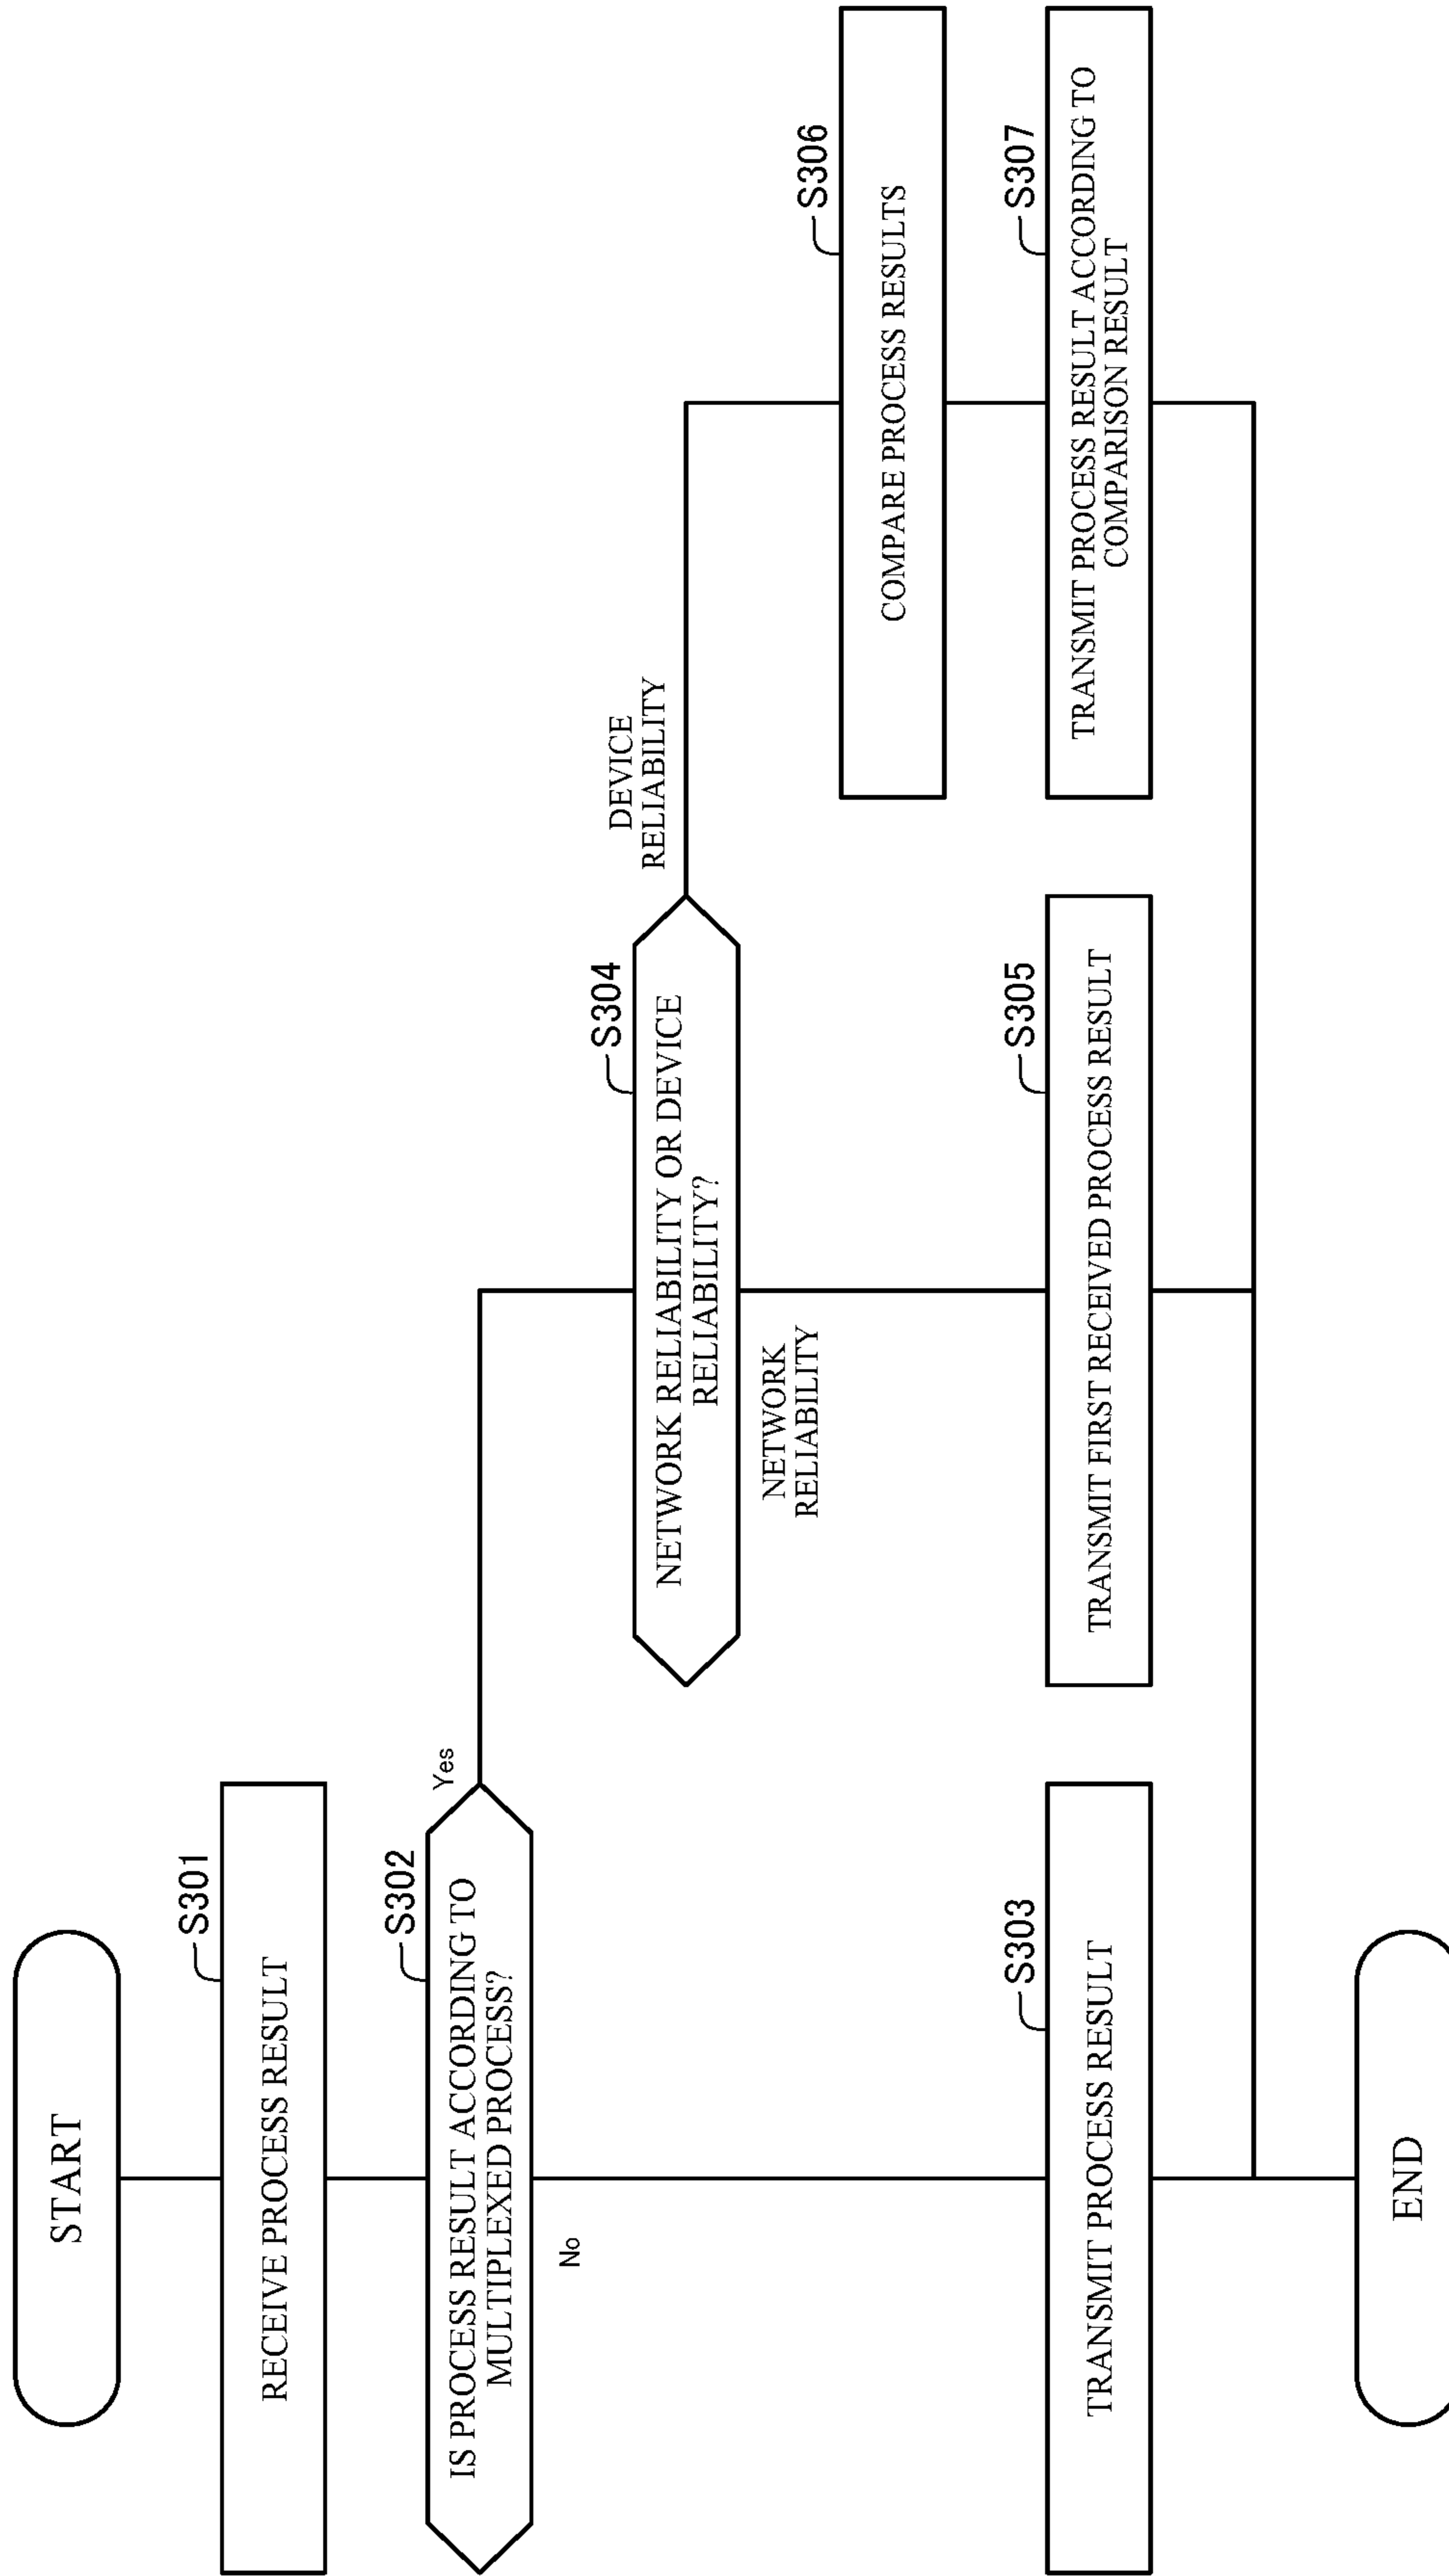 START
S301
RECEIVE PROCESS RESULT
S302
IS PROCESS RESULT ACCORDING TO
MULTIPLEXED PROCESS?
Yes
No
S304
NETWORK RELIABILITY OR DEVICE
RELIABILITY?
DEVICE
RELIABILITY
NETWORK
RELIABILITY
S306
COMPARE PROCESS RESULTS
S303
TRANSMIT PROCESS RESULT
S305
TRANSMIT FIRST RECEIVED PROCESS RESULT
S307
TRANSMIT PROCESS RESULT ACCORDING TO
COMPARISON RESULT
END